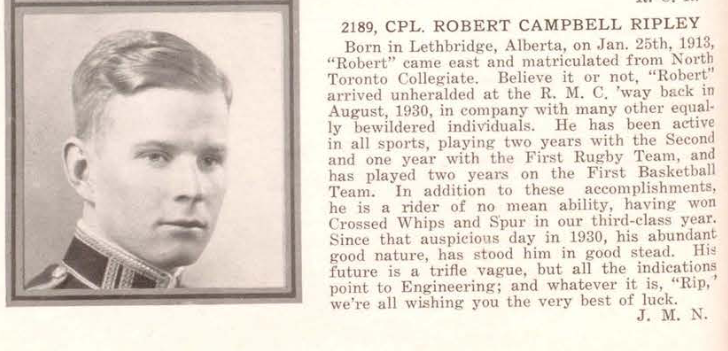 2189, CPL. ROBERT CAMPBELL RIPLEY
Born in Lethbridge, Alberta, on Jan. 25th, 1913,
"Robert" came east and matriculated from North
Toronto Collegiate. Believe it or not, "Robert"
arrived unheralded at the R. M. C. 'way back in
August, 1930, in company with many other equal-
ly bewildered individuals. He has been active
in all sports, playing two years with the Second
and one year with the First Rugby Team, and
has played two years on the First Basketball
Team. In addition to these accomplishments,
he is a rider of no mean ability, having won
Crossed Whips and Spur in our third-class year.
Since that auspicious day in 1930, his abundant
good nature, has stood him in good stead. His
future is a trifle vague, but all the indications
point to Engineering; and whatever it is, "Rip,'
we're all wishing you the very best of luck.
J. M. N.